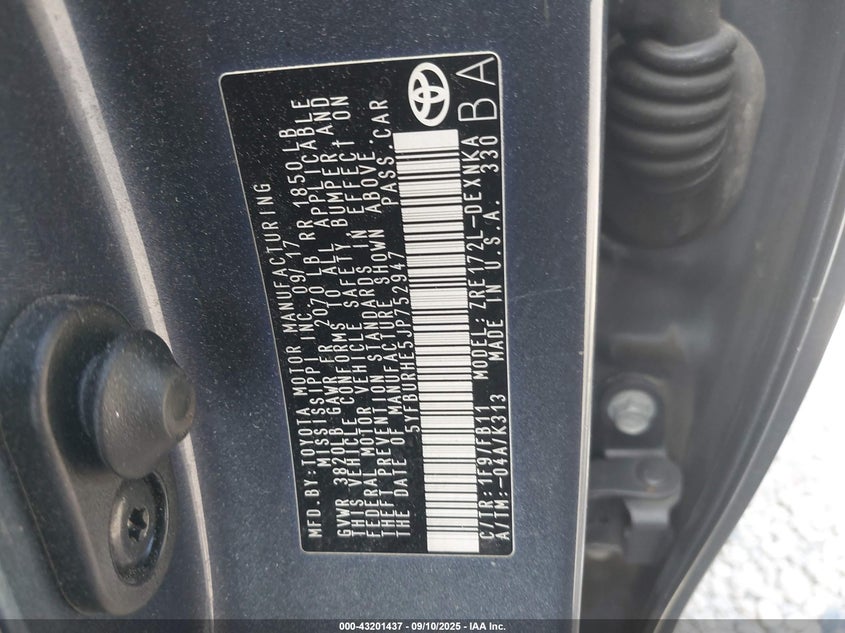 MFD. BY: TOYOTA MOTOR MANUFACTURING
MISSISSIPPI INC. 09/17
GVWR 3820LB GAWR FR 2070 LB, RR 1850 LB
THIS VEHICLE CONFORMS TO ALL APPLICABLE
FEDERAL MOTOR VEHICLE SAFETY, BUMPER, AND
THEFT PREVENTION STANDARDS IN EFFECT ON
THE DATE OF MANUFACTURE SHOWN ABOVE.
5YFBURHE5JP752947 PASS. CAR
C/TR: 1F9/FB11 MODEL: ZRE172L-DEXNKA
A/TM:-04A/K313 MADE IN U.S.A. 330
BA
000-43201437 - 09/10/2025 - IAA Inc.